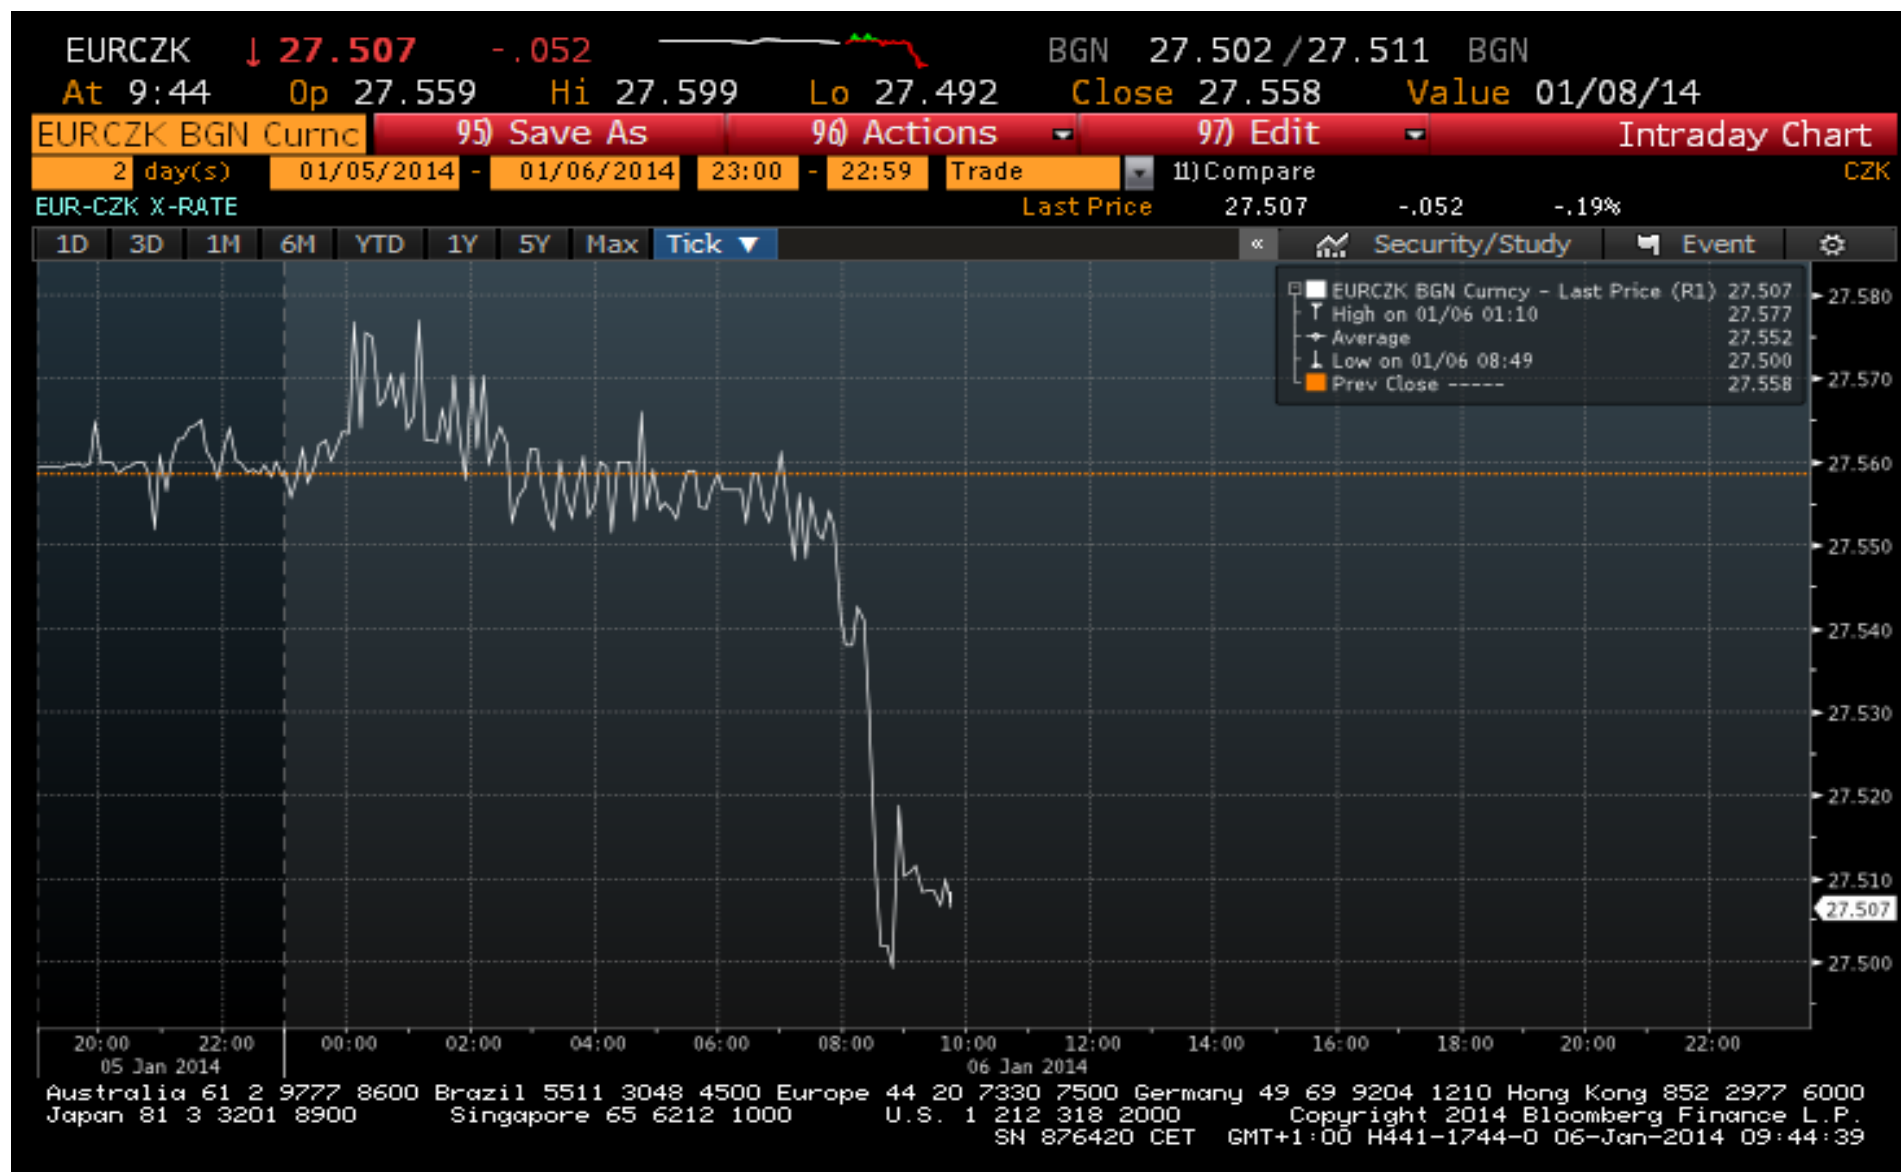 EURCZK ↓ 27.507 -.052 BGN 27.502/27.511 BGN
At 9:44 Op 27.559 Hi 27.599 Lo 27.492 Close 27.558 Value 01/08/14
EURCZK BGN Curnc 95) Save As 96) Actions 97) Edit Intraday Chart
2 day(s) 01/05/2014 - 01/06/2014 23:00 - 22:59 Trade 11) Compare CZK
EUR-CZK X-RATE Last Price 27.507 -.052 -.19%
1D 3D 1M 6M YTD 1Y 5Y Max Tick ▼ « Security/Study Event
EURCZK BGN Curncy - Last Price (R1) 27.507
High on 01/06 01:10 27.577
Average 27.552
Low on 01/06 08:49 27.500
Prev Close ----- 27.558
27.580
27.570
27.560
27.550
27.540
27.530
27.520
27.510
27.507
27.500
20:00 22:00 00:00 02:00 04:00 06:00 08:00 10:00 12:00 14:00 16:00 18:00 20:00 22:00
05 Jan 2014 06 Jan 2014
Australia 61 2 9777 8600 Brazil 5511 3048 4500 Europe 44 20 7330 7500 Germany 49 69 9204 1210 Hong Kong 852 2977 6000
Japan 81 3 3201 8900 Singapore 65 6212 1000 U.S. 1 212 318 2000 Copyright 2014 Bloomberg Finance L.P.
SN 876420 CET GMT+1:00 H441-1744-0 06-Jan-2014 09:44:39